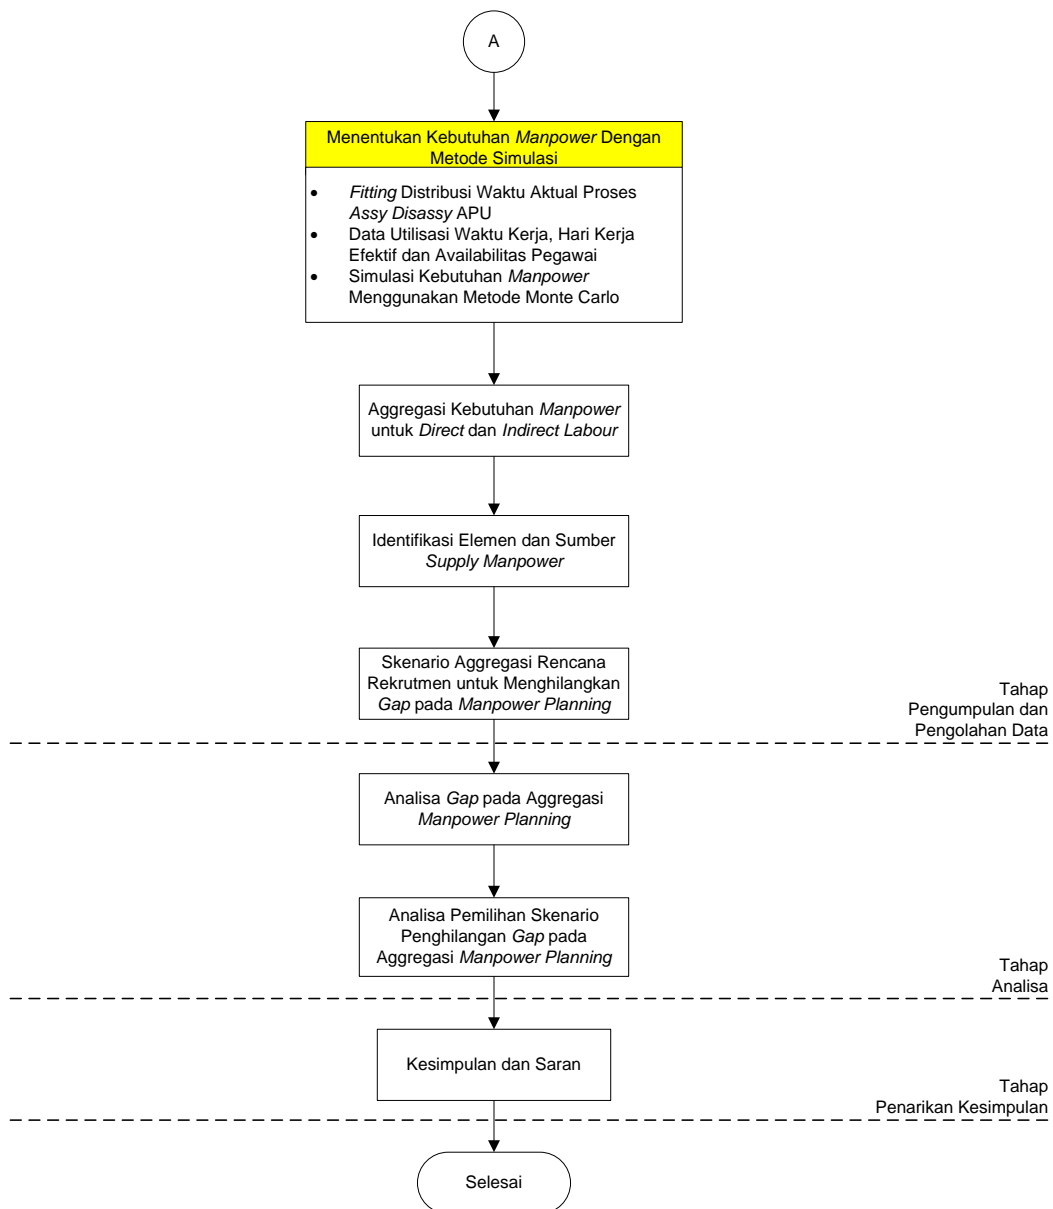 A
Menentukan Kebutuhan Manpower Dengan
Metode Simulasi
• Fitting Distribusi Waktu Aktual Proses
Assy Disassy APU
• Data Utilisasi Waktu Kerja, Hari Kerja
Efektif dan Availabilitas Pegawai
• Simulasi Kebutuhan Manpower
Menggunakan Metode Monte Carlo
Aggregasi Kebutuhan Manpower
untuk Direct dan Indirect Labour
Identifikasi Elemen dan Sumber
Supply Manpower
Skenario Aggregasi Rencana
Rekrutmen untuk Menghilangkan
Gap pada Manpower Planning
Tahap
Pengumpulan dan
Pengolahan Data
Analisa Gap pada Aggregasi
Manpower Planning
Analisa Pemilihan Skenario
Penghilangan Gap pada
Aggregasi Manpower Planning
Tahap
Analisa
Kesimpulan dan Saran
Tahap
Penarikan Kesimpulan
Selesai